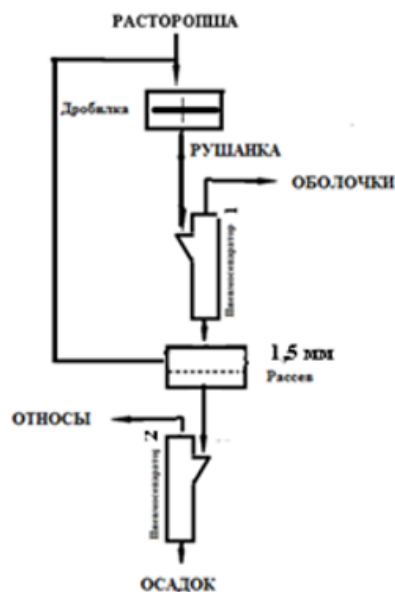 РАСТОРОПША
Дробилка
РУШАНКА
ОБОЛОЧКИ
Пневмосепаратор 1
1,5 мм
Рассев
ОТНОСЫ
Пневмосепаратор 2
ОСАДОК